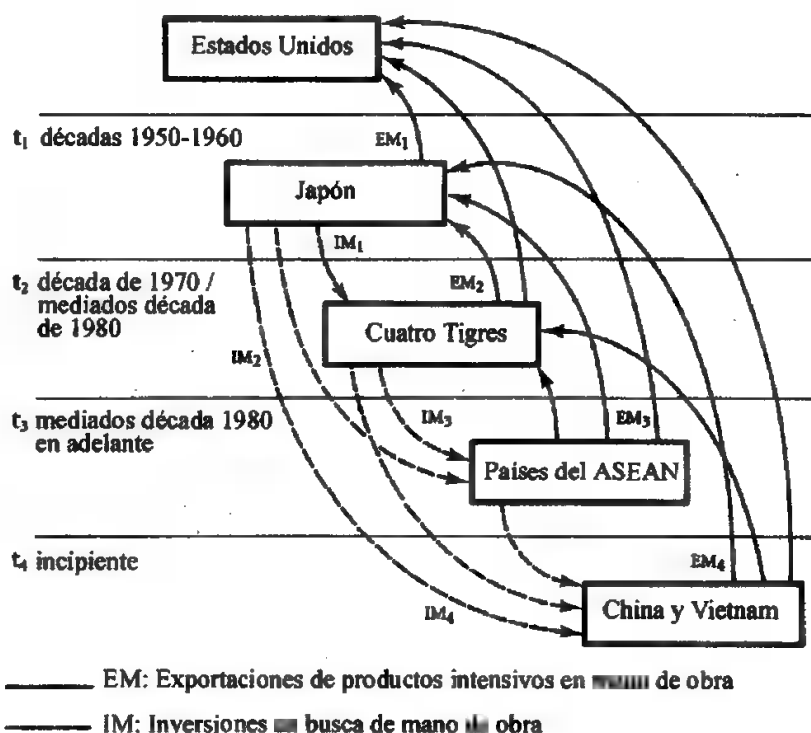 Estados Unidos
t₁ décadas 1950-1960
EM₁
Japón
IM₁
t₂ década de 1970 /
mediados década
de 1980
EM₂
Cuatro Tigres
IM₂
t₃ mediados década 1980
en adelante
IM₃
EM₃
Países del ASEAN
t₄ incipiente
EM₄
IM₄
China y Vietnam
EM: Exportaciones de productos intensivos en de obra
IM: Inversiones busca de mano obra